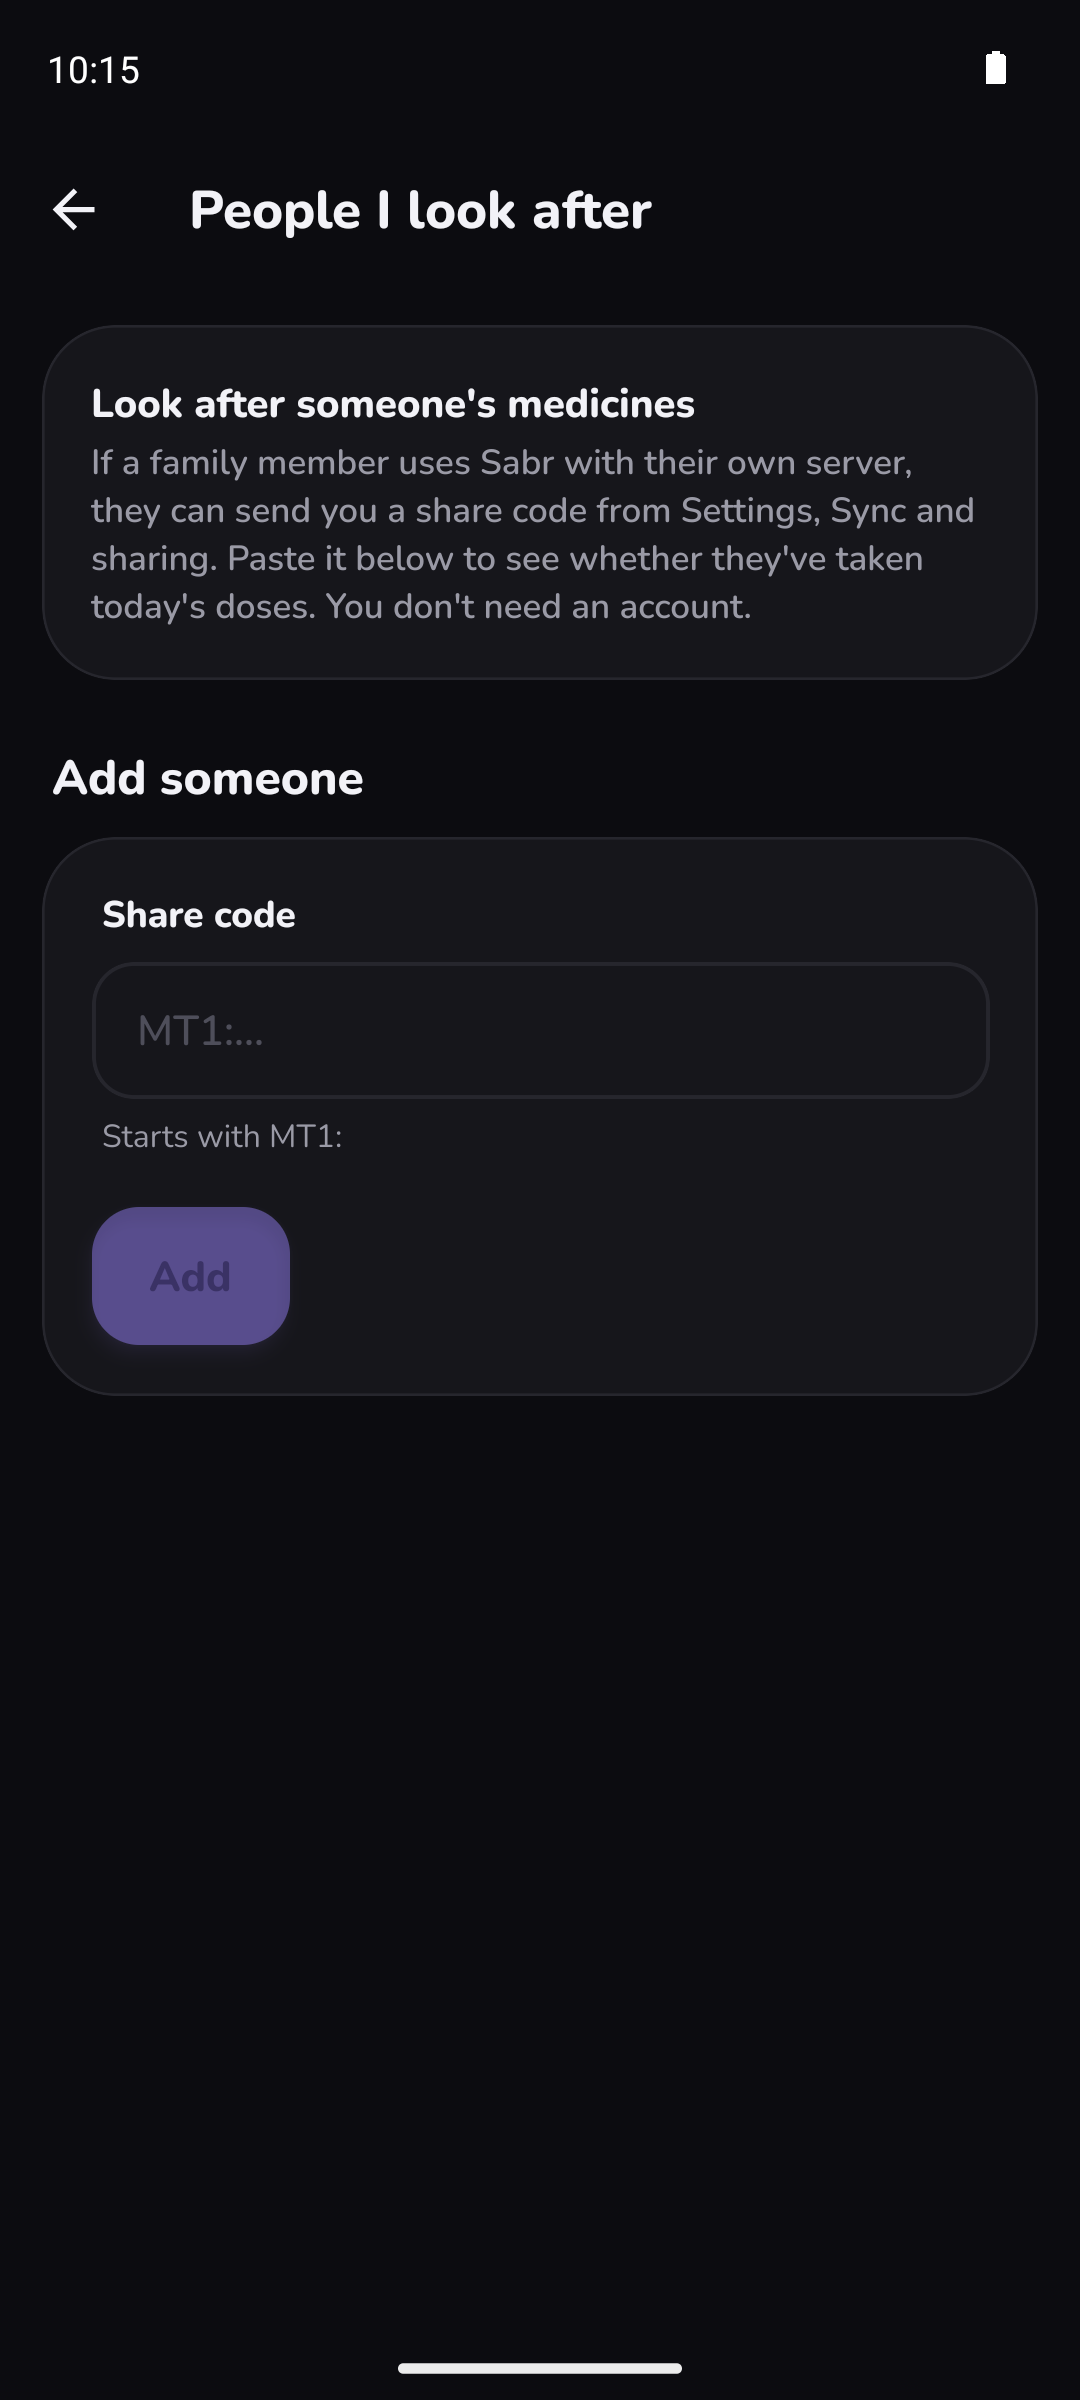 10:15
People I look after
Look after someone's medicines
If a family member uses Sabr with their own server,
they can send you a share code from Settings, Sync and
sharing. Paste it below to see whether they've taken
today's doses. You don't need an account.
Add someone
Share code
MT1:...
Starts with MT1:
Add